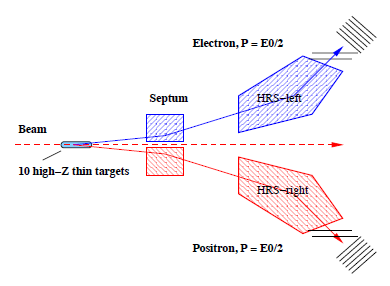 Electron, P = E0/2
Septum
HRS-left
Beam
10 high-Z thin targets
HRS-right
Positron, P = E0/2